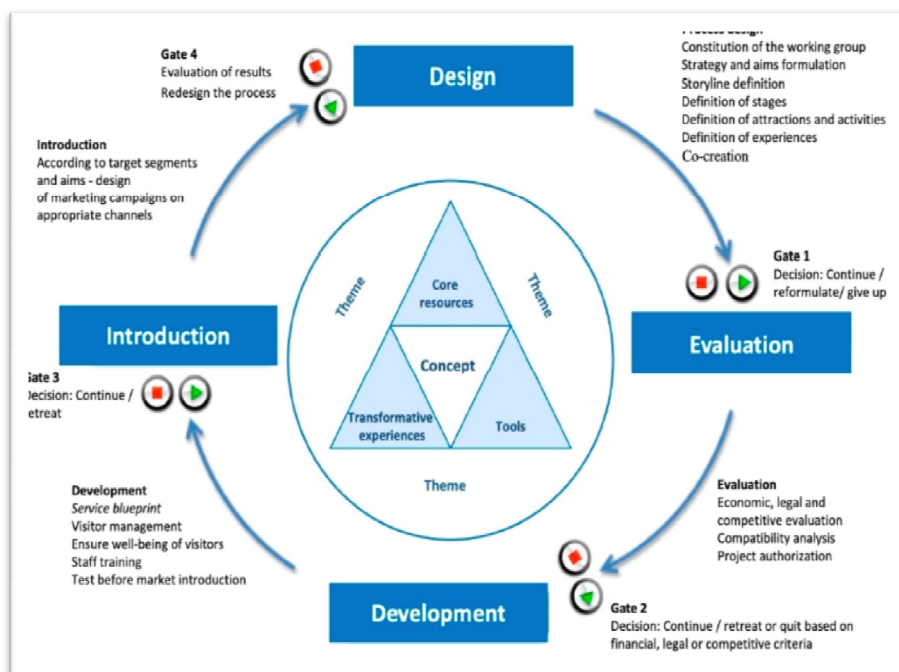 Gate 4
Evaluation of results
Redesign the process
Design
Constitution of the working group
Strategy and aims formulation
Storyline definition
Definition of stages
Definition of attractions and activities
Definition of experiences
Co-creation
Introduction
According to target segments
and aims - design
of marketing campaigns on
appropriate channels
Gate 1
Decision: Continue /
reformulate/ give up
Theme
Theme
Core
resources
Concept
Transformative
experiences
Tools
Theme
Introduction
Evaluation
Gate 3
Decision: Continue /
etreat
Development
Service blueprint
Visitor management
Ensure well-being of visitors
Staff training
Test before market introduction
Evaluation
Economic, legal and
competitive evaluation
Compatibility analysis
Project authorization
Development
Gate 2
Decision: Continue / retreat or quit based on
financial, legal or competitive criteria